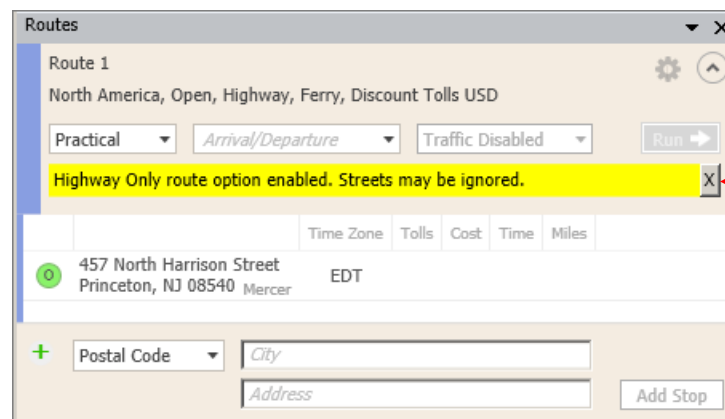 Routes
Route 1
North America, Open, Highway, Ferry, Discount Tolls USD
Practical Arrival/Departure Traffic Disabled Run
Highway Only route option enabled. Streets may be ignored. X
Time Zone Tolls Cost Time Miles
O 457 North Harrison Street EDT
Princeton, NJ 08540 Mercer
Postal Code City
Address Add Stop